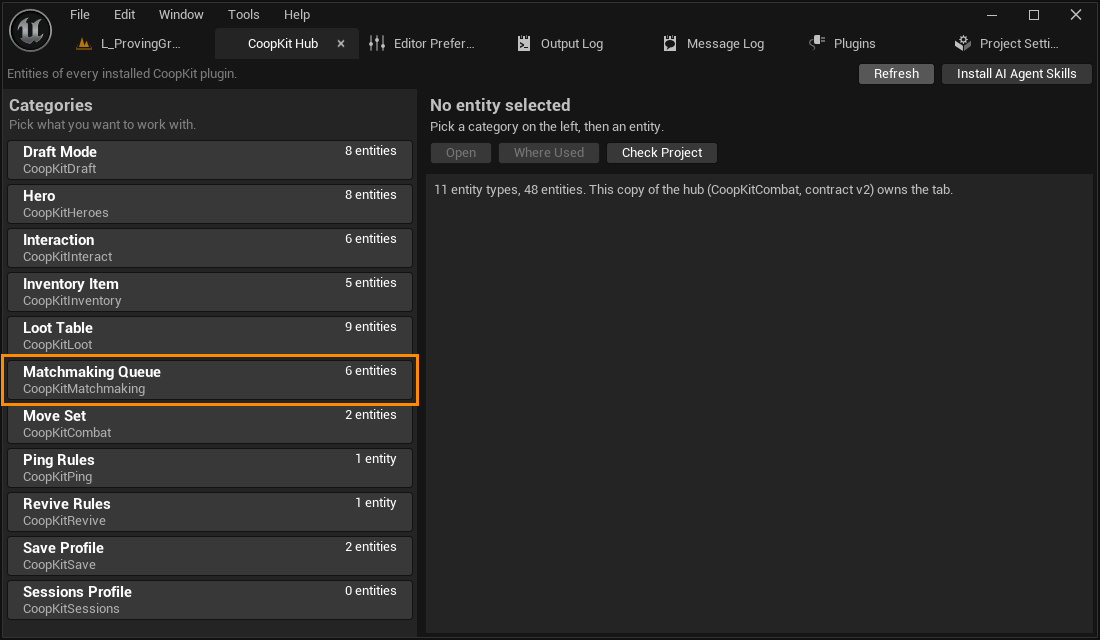 File Edit Window Tools Help
L_ProvingGr... CoopKit Hub Editor Prefer... Output Log Message Log Plugins Project Setti...
Entities of every installed CoopKit plugin. Refresh Install AI Agent Skills
Categories
Pick what you want to work with.
Draft Mode 8 entities
CoopKitDraft
Hero 8 entities
CoopKitHeroes
Interaction 6 entities
CoopKitInteract
Inventory Item 5 entities
CoopKitInventory
Loot Table 9 entities
CoopKitLoot
Matchmaking Queue 6 entities
CoopKitMatchmaking
Move Set 2 entities
CoopKitCombat
Ping Rules 1 entity
CoopKitPing
Revive Rules 1 entity
CoopKitRevive
Save Profile 2 entities
CoopKitSave
Sessions Profile 0 entities
CoopKitSessions
No entity selected
Pick a category on the left, then an entity.
Open Where Used Check Project
11 entity types, 48 entities. This copy of the hub (CoopKitCombat, contract v2) owns the tab.